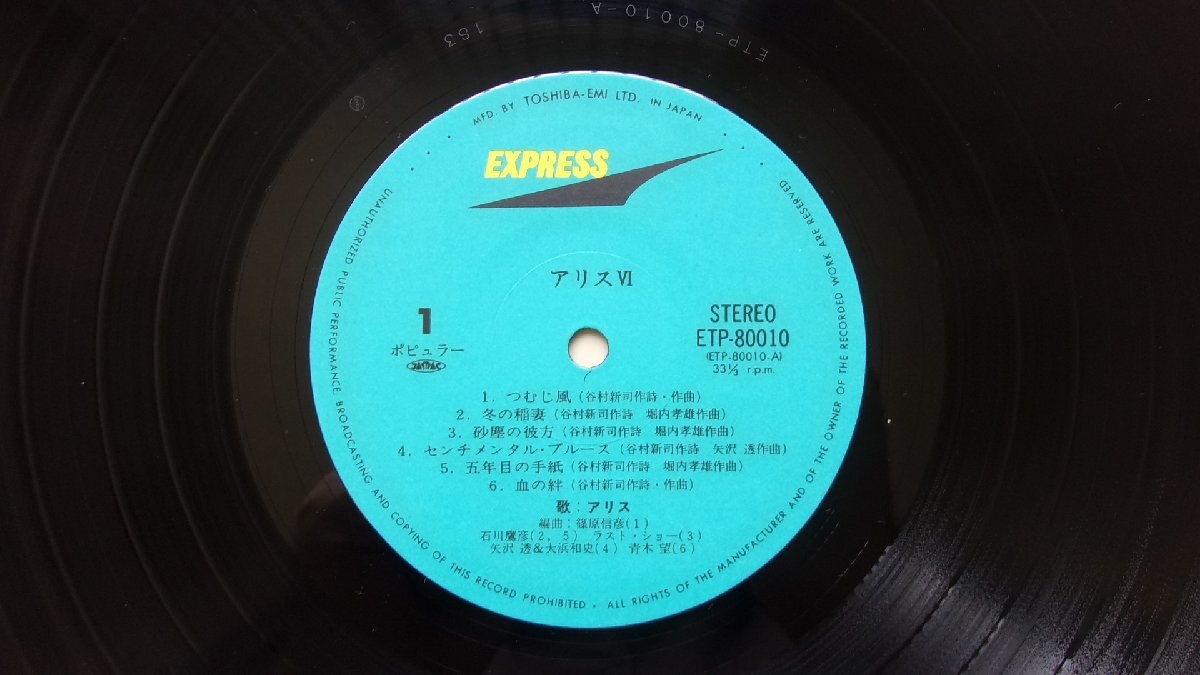 ETP-80010-A 153
MFD. BY TOSHIBA-EMI LTD. IN JAPAN
EXPRESS
アリスⅥ
1
ポピュラー
STEREO
ETP-80010
(ETP-80010-A)
33⅓ r.p.m.
1. つむじ風 (谷村新司作詩・作曲)
2. 冬の稲妻 (谷村新司作詩 堀内孝雄作曲)
3. 砂塵の彼方 (谷村新司作詩 堀内孝雄作曲)
4. センチメンタル・ブルース (谷村新司作詩 矢沢 透作曲)
5. 五年目の手紙 (谷村新司作詩 堀内孝雄作曲)
6. 血の絆 (谷村新司作詩・作曲)
歌：アリス
編曲：篠原信彦(1)
石川鷹彦(2, 5) ラスト・ショー(3)
矢沢 透&大浜和史(4) 青木 望(6)
UNAUTHORIZED PUBLIC PERFORMANCE BROADCASTING AND COPYING OF THIS RECORD PROHIBITED • ALL RIGHTS OF THE MANUFACTURER AND OF THE OWNER OF THE RECORDED WORK ARE RESERVED